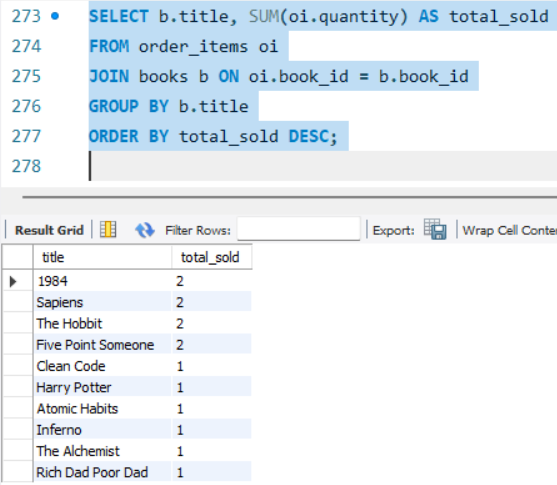 273 SELECT b.title, SUM(oi.quantity) AS total_sold
274 FROM order_items oi
275 JOIN books b ON oi.book_id = b.book_id
276 GROUP BY b.title
277 ORDER BY total_sold DESC;
278
Result Grid Filter Rows: Export: Wrap Cell Conte
title total_sold
1984 2
Sapiens 2
The Hobbit 2
Five Point Someone 2
Clean Code 1
Harry Potter 1
Atomic Habits 1
Inferno 1
The Alchemist 1
Rich Dad Poor Dad 1